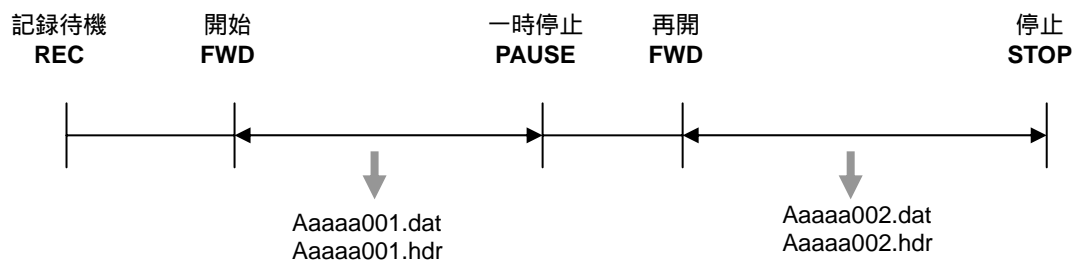 記録待機
REC
開始
FWD
一時停止
PAUSE
再開
FWD
停止
STOP
Aaaaa001.dat
Aaaaa001.hdr
Aaaaa002.dat
Aaaaa002.hdr